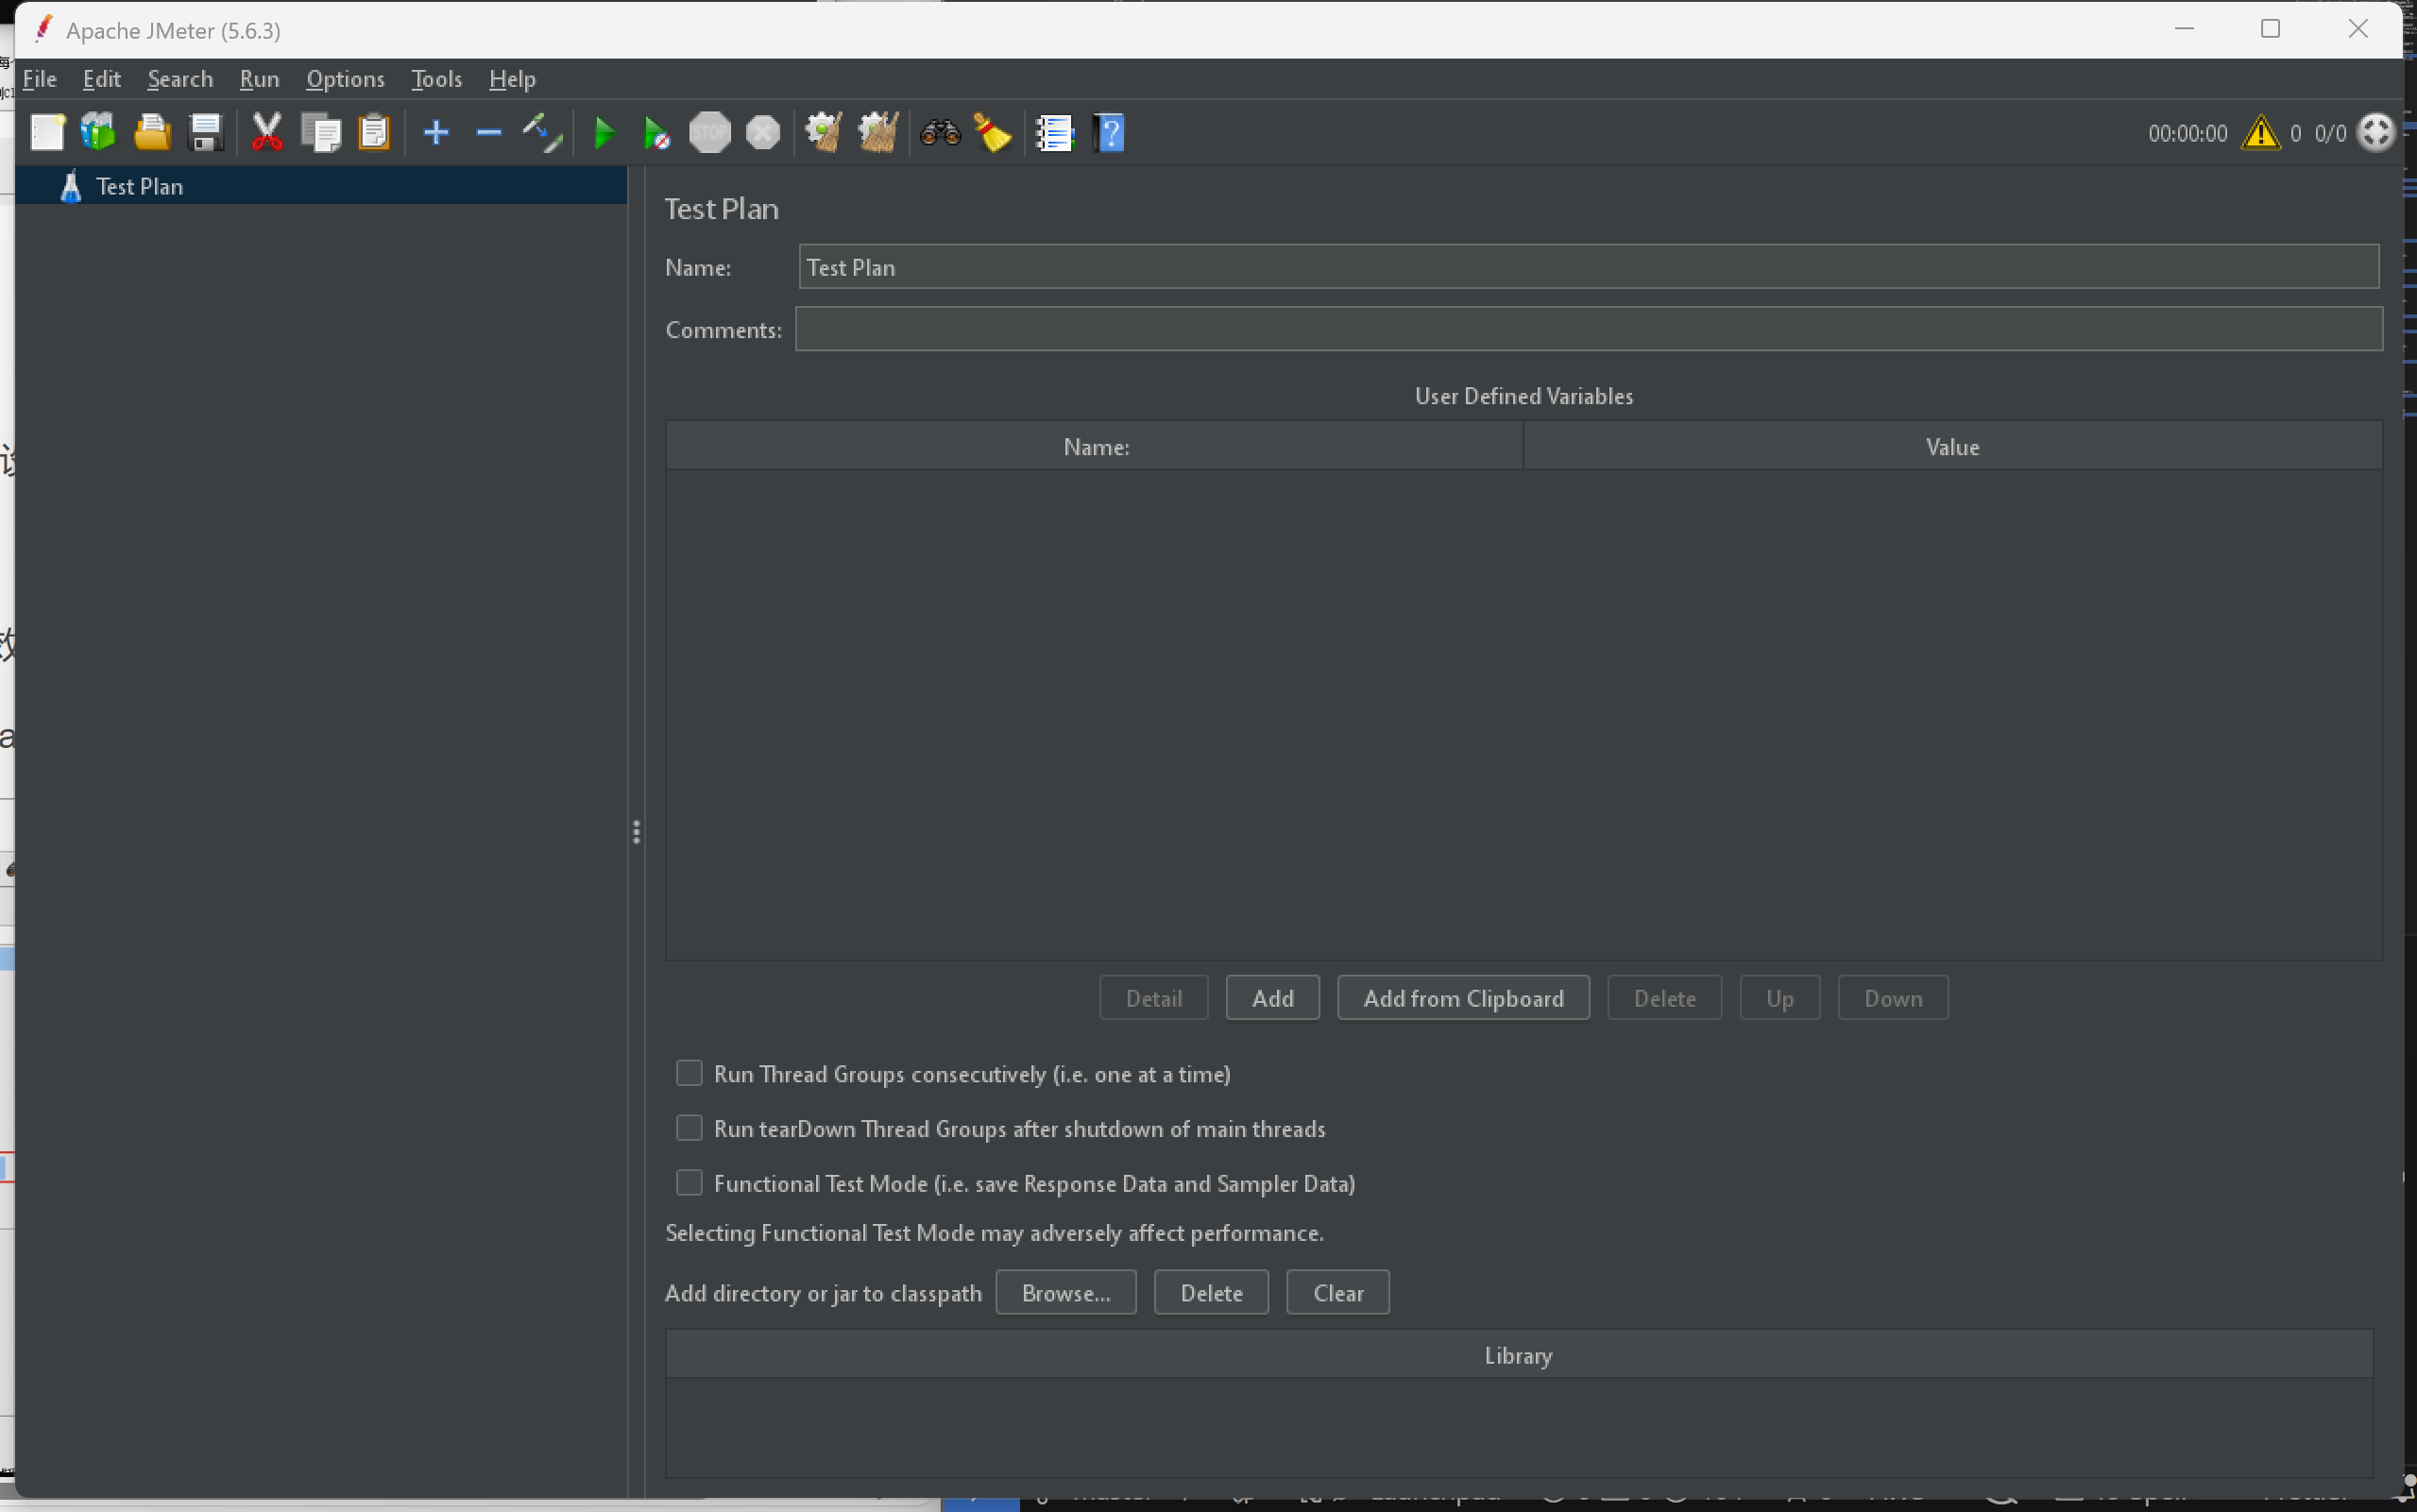 Apache JMeter (5.6.3)
File Edit Search Run Options Tools Help
STOP
00:00:00 0 0/0
Test Plan
Test Plan
Name: Test Plan
Comments:
User Defined Variables
Name: Value
Detail Add Add from Clipboard Delete Up Down
Run Thread Groups consecutively (i.e. one at a time)
Run tearDown Thread Groups after shutdown of main threads
Functional Test Mode (i.e. save Response Data and Sampler Data)
Selecting Functional Test Mode may adversely affect performance.
Add directory or jar to classpath Browse... Delete Clear
Library